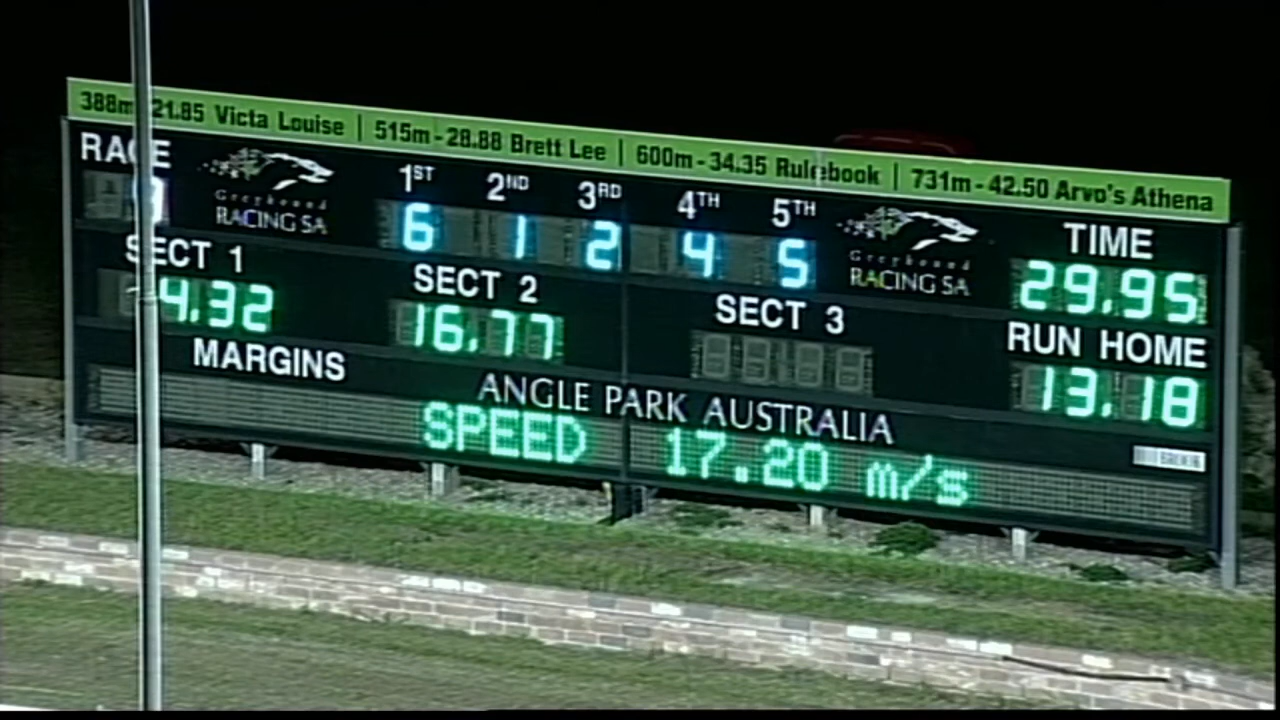 388m 21.85 Victa Louise | 515m - 28.88 Brett Lee | 600m - 34.35 Rulebook | 731m - 42.50 Arvo's Athena
RACE
Greyhound
RACING SA
1ST 2ND 3RD 4TH 5TH
6 1 2 4 5
Greyhound
RACING SA
TIME
29.95
SECT 1
4.32
SECT 2
16.77
SECT 3
RUN HOME
13.18
MARGINS
ANGLE PARK AUSTRALIA
SPEED 17.20 m/s